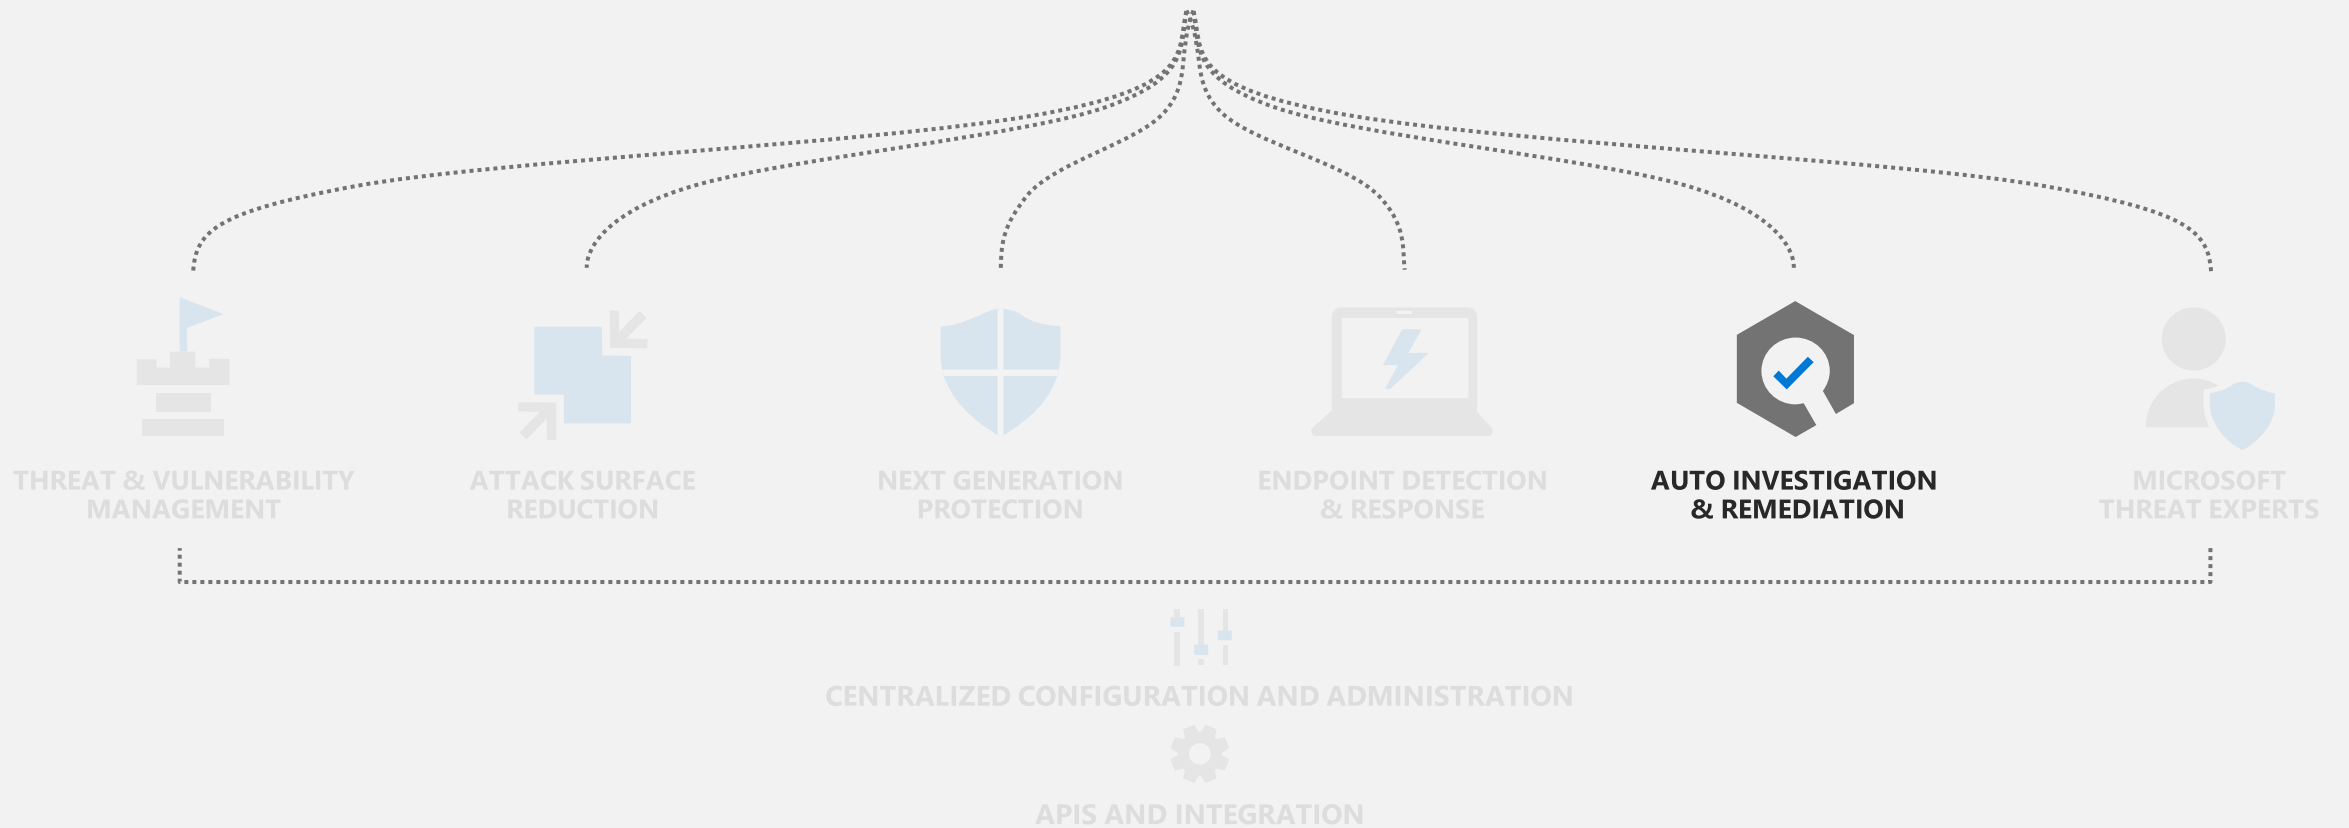 THREAT & VULNERABILITY
MANAGEMENT
ATTACK SURFACE
REDUCTION
NEXT GENERATION
PROTECTION
ENDPOINT DETECTION
& RESPONSE
AUTO INVESTIGATION
& REMEDIATION
MICROSOFT
THREAT EXPERTS
CENTRALIZED CONFIGURATION AND ADMINISTRATION
APIS AND INTEGRATION